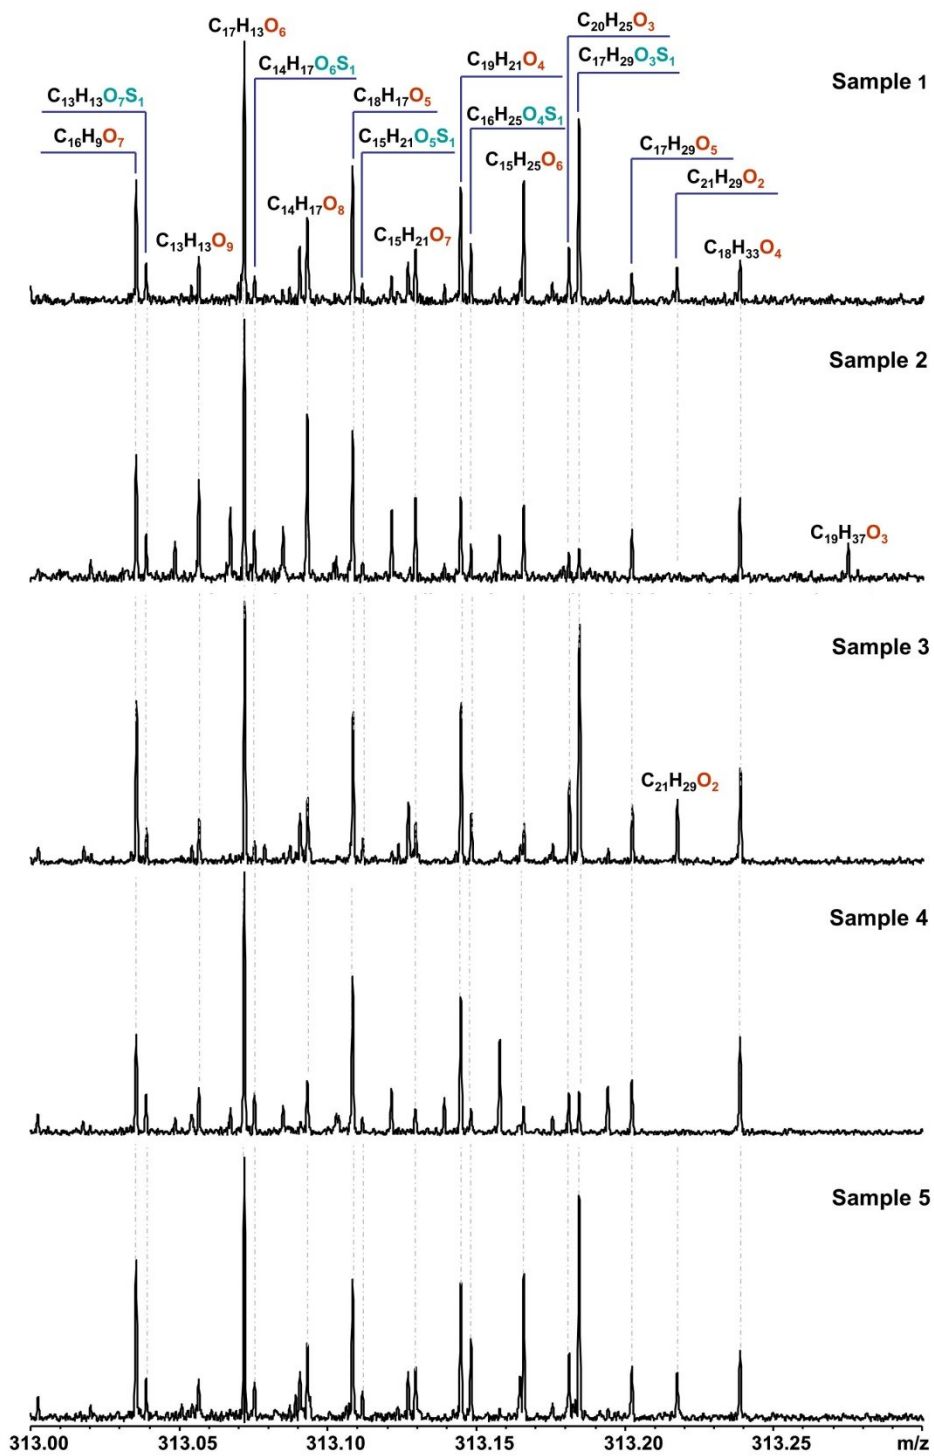 C₁₇H₁₃O₆
C₂₀H₂₅O₃
C₁₄H₁₇O₆S₁
C₁₉H₂₁O₄
C₁₇H₂₉O₃S₁
Sample 1
C₁₃H₁₃O₇S₁
C₁₈H₁₇O₅
C₁₆H₂₅O₄S₁
C₁₆H₉O₇
C₁₅H₂₁O₅S₁
C₁₅H₂₅O₆
C₁₇H₂₉O₅
C₂₁H₂₉O₂
C₁₄H₁₇O₈
C₁₃H₁₃O₉
C₁₅H₂₁O₇
C₁₈H₃₃O₄
Sample 2
C₁₉H₃₇O₃
Sample 3
C₂₁H₂₉O₂
Sample 4
Sample 5
313.00 313.05 313.10 313.15 313.20 313.25 m/z